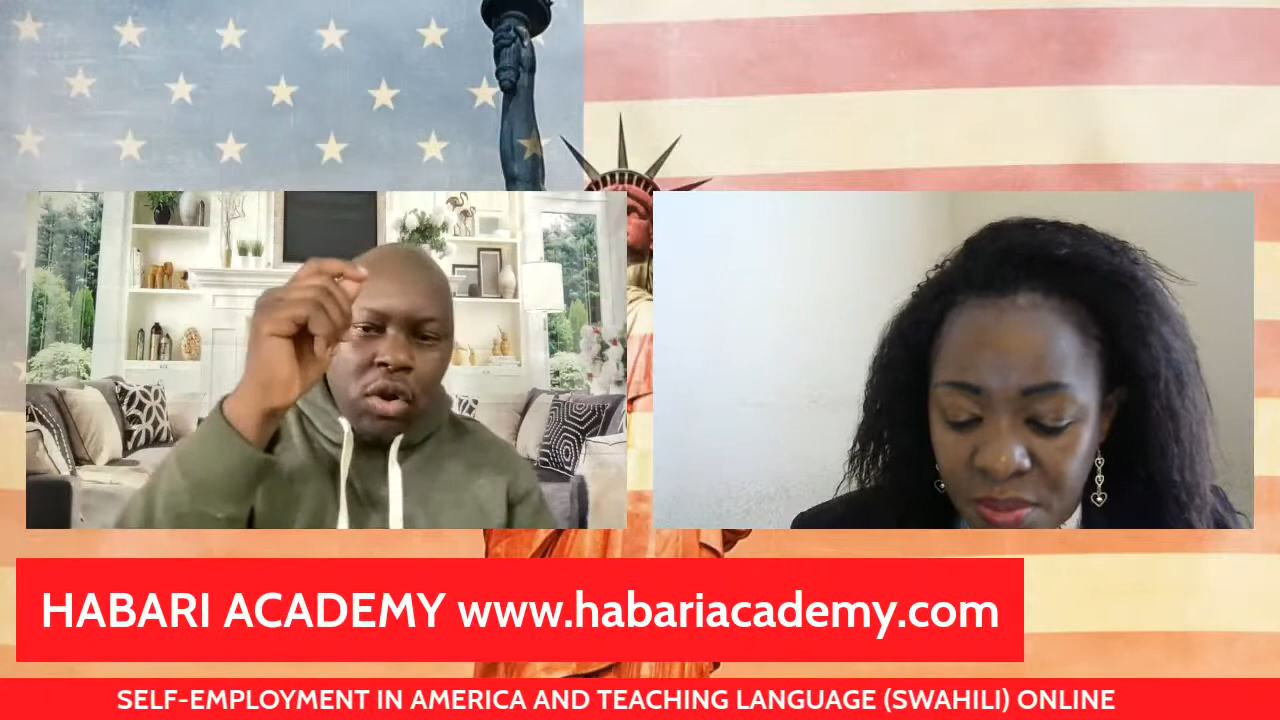 HABARI ACADEMY www.habariacademy.com
SELF-EMPLOYMENT IN AMERICA AND TEACHING LANGUAGE (SWAHILI) ONLINE